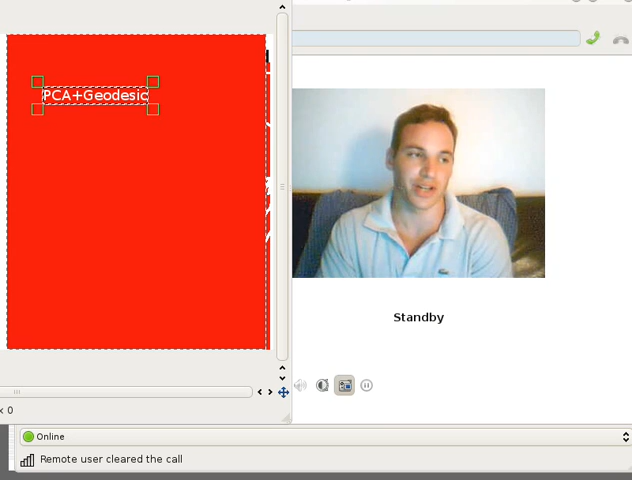 PCA+Geodesic
Standby
x 0
Online
Remote user cleared the call